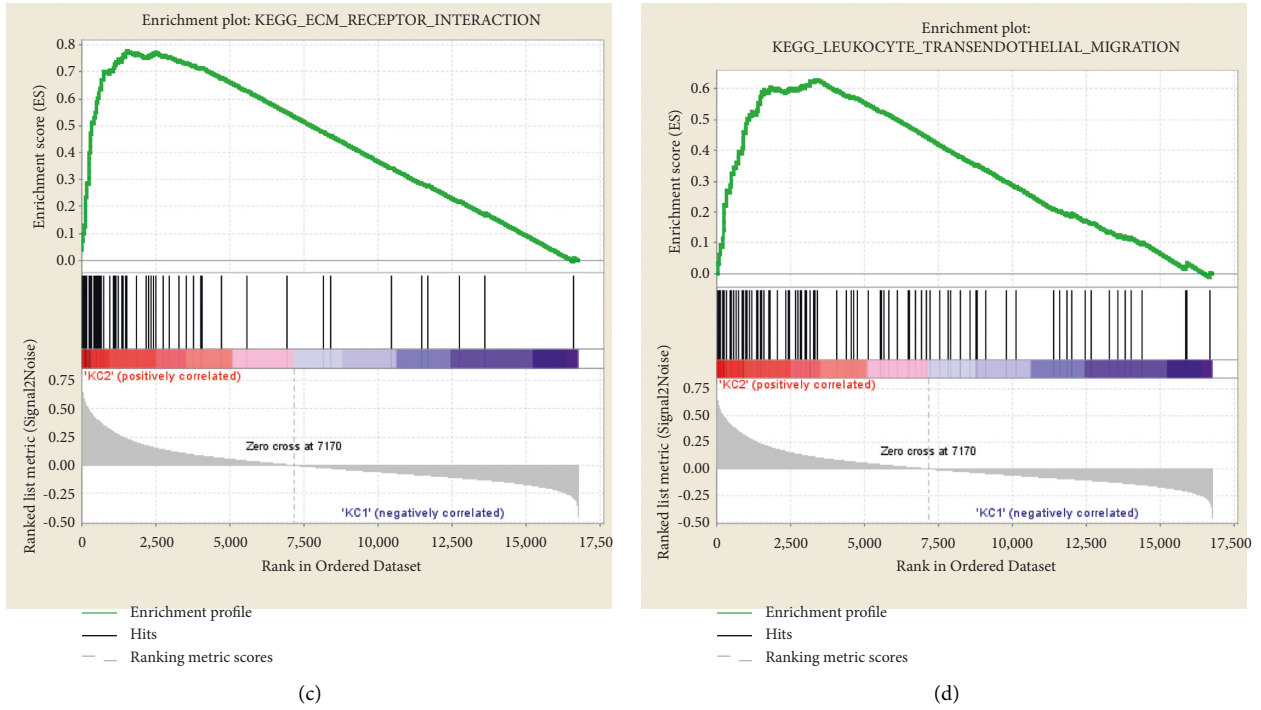 Enrichment plot: KEGG_ECM_RECEPTOR_INTERACTION
0.8
0.7
0.6
0.5
0.4
0.3
0.2
0.1
0.0
Enrichment score (ES)
'KC2' (positively correlated)
0.75
0.50
0.25
0.00
-0.25
-0.50
Ranked list metric (Signal2Noise)
Zero cross at 7170
'KC1' (negatively correlated)
0 2,500 5,000 7,500 10,000 12,500 15,000 17,500
Rank in Ordered Dataset
Enrichment profile
Hits
Ranking metric scores
(c)
Enrichment plot:
KEGG_LEUKOCYTE_TRANSENDOTHELIAL_MIGRATION
0.6
0.5
0.4
0.3
0.2
0.1
0.0
Enrichment score (ES)
'KC2' (positively correlated)
0.75
0.50
0.25
0.00
-0.25
-0.50
Ranked list metric (Signal2Noise)
Zero cross at 7170
'KC1' (negatively correlated)
0 2,500 5,000 7,500 10,000 12,500 15,000 17,500
Rank in Ordered Dataset
Enrichment profile
Hits
Ranking metric scores
(d)